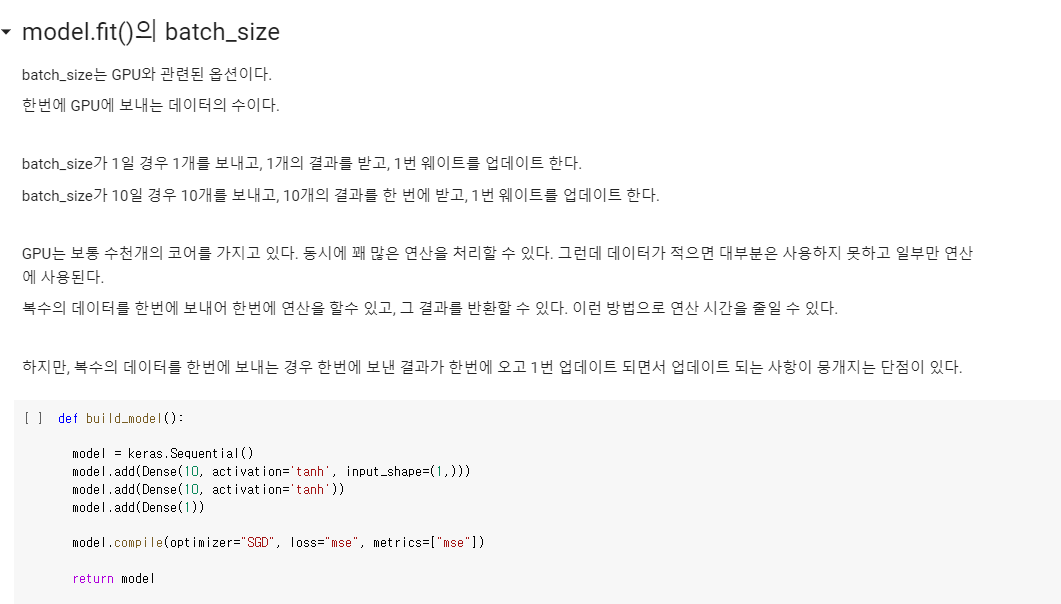 model.fit()의 batch_size
batch_size는 GPU와 관련된 옵션이다.
한번에 GPU에 보내는 데이터의 수이다.
batch_size가 1일 경우 1개를 보내고, 1개의 결과를 받고, 1번 웨이트를 업데이트 한다.
batch_size가 10일 경우 10개를 보내고, 10개의 결과를 한 번에 받고, 1번 웨이트를 업데이트 한다.
GPU는 보통 수천개의 코어를 가지고 있다. 동시에 꽤 많은 연산을 처리할 수 있다. 그런데 데이터가 적으면 대부분은 사용하지 못하고 일부만 연산
에 사용된다.
복수의 데이터를 한번에 보내어 한번에 연산을 할수 있고, 그 결과를 반환할 수 있다. 이런 방법으로 연산 시간을 줄일 수 있다.
하지만, 복수의 데이터를 한번에 보내는 경우 한번에 보낸 결과가 한번에 오고 1번 업데이트 되면서 업데이트 되는 사항이 뭉개지는 단점이 있다.
[ ] def build_model():
model = keras.Sequential()
model.add(Dense(10, activation='tanh', input_shape=(1,)))
model.add(Dense(10, activation='tanh'))
model.add(Dense(1))
model.compile(optimizer="SGD", loss="mse", metrics=["mse"])
return model